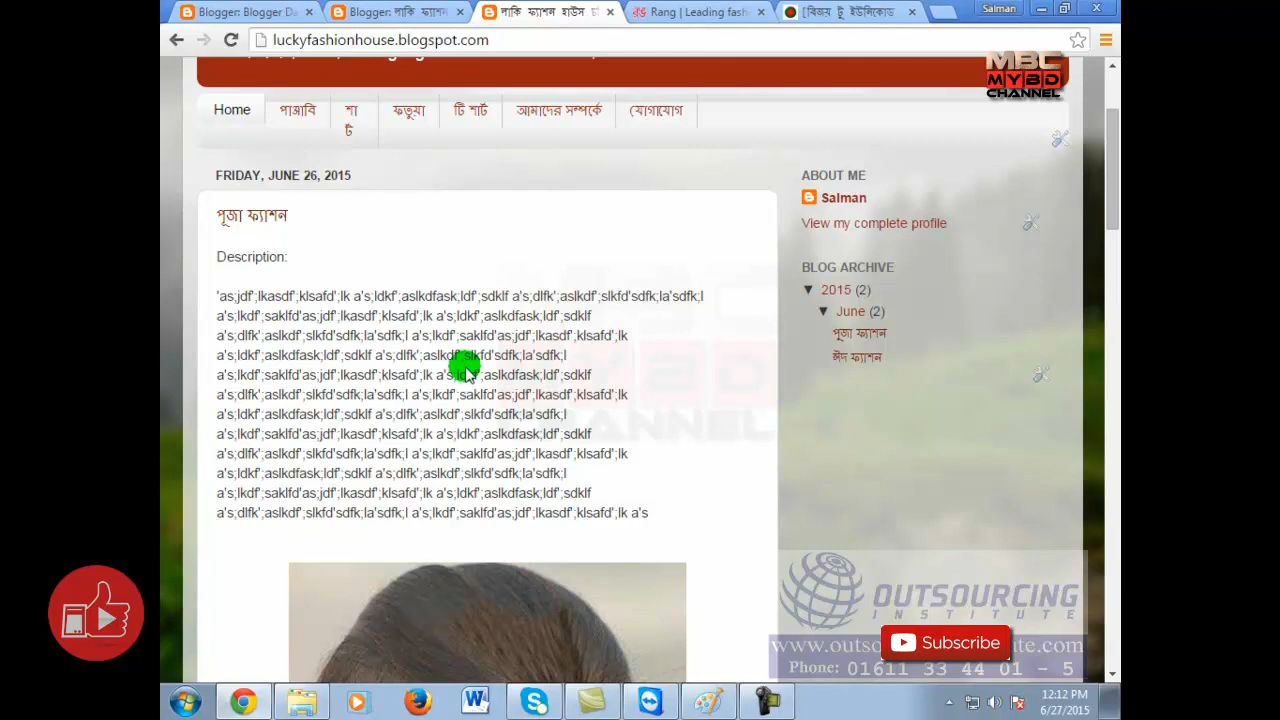 Blogger: Blogger Da
Blogger: লাকি ফ্যাশন
লাকি ফ্যাশন হাউস
Rang | Leading fash
[বিজয় টু ইউনিকোড
Salman
luckyfashionhouse.blogspot.com
MBC
MYBD
CHANNEL
Home
পাঞ্জাবি
শার্ট
ফতুয়া
টি শার্ট
আমাদের সম্পর্কে
যোগাযোগ
FRIDAY, JUNE 26, 2015
পূজা ফ্যাশন
Description:
'as;jdf';lkasdf';klsafd';lk a's;ldkf';aslkdfask;ldf';sdklf a's;dlfk';aslkdf';slkfd'sdfk;la'sdfk;l
a's;lkdf';saklfd'as;jdf';lkasdf';klsafd';lk a's;ldkf';aslkdfask;ldf';sdklf
a's;dlfk';aslkdf';slkfd'sdfk;la'sdfk;l a's;lkdf';saklfd'as;jdf';lkasdf';klsafd';lk
a's;ldkf';aslkdfask;ldf';sdklf a's;dlfk';aslkdf';slkfd'sdfk;la'sdfk;l
a's;lkdf';saklfd'as;jdf';lkasdf';klsafd';lk a's;ldkf';aslkdfask;ldf';sdklf
a's;dlfk';aslkdf';slkfd'sdfk;la'sdfk;l a's;lkdf';saklfd'as;jdf';lkasdf';klsafd';lk
a's;ldkf';aslkdfask;ldf';sdklf a's;dlfk';aslkdf';slkfd'sdfk;la'sdfk;l
a's;lkdf';saklfd'as;jdf';lkasdf';klsafd';lk a's;ldkf';aslkdfask;ldf';sdklf
a's;dlfk';aslkdf';slkfd'sdfk;la'sdfk;l a's;lkdf';saklfd'as;jdf';lkasdf';klsafd';lk
a's;ldkf';aslkdfask;ldf';sdklf a's;dlfk';aslkdf';slkfd'sdfk;la'sdfk;l
a's;lkdf';saklfd'as;jdf';lkasdf';klsafd';lk a's;ldkf';aslkdfask;ldf';sdklf
a's;dlfk';aslkdf';slkfd'sdfk;la'sdfk;l a's;lkdf';saklfd'as;jdf';lkasdf';klsafd';lk a's
MBC
MYBD
CHANNEL
ABOUT ME
Salman
View my complete profile
BLOG ARCHIVE
▼ 2015 (2)
▼ June (2)
পূজা ফ্যাশন
ঈদ ফ্যাশন
OUTSOURCING
INSTITUTE
Subscribe
Phone: 01611 33 44 01 - 5
12:12 PM
6/27/2015